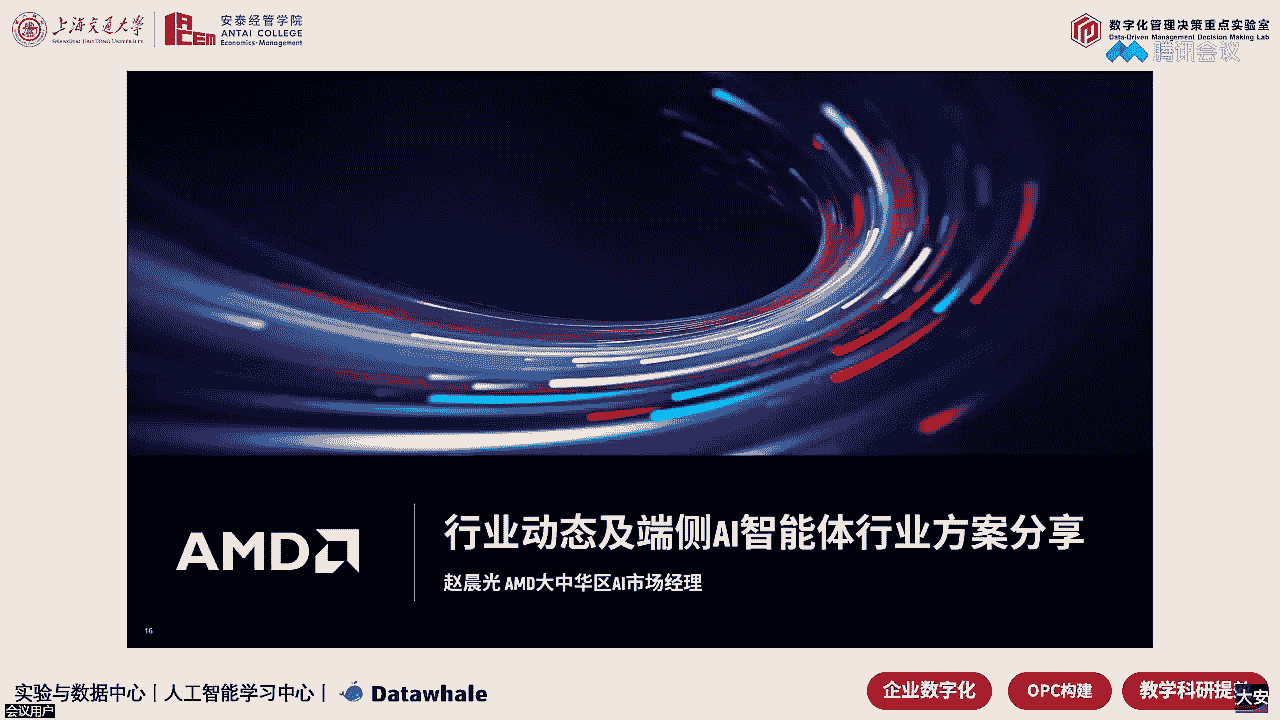 上海交通大学
SHANGHAI JIAO TONG UNIVERSITY
ACEM
安泰经管学院
ANTAI COLLEGE
Economics·Management
数字化管理决策重点实验室
Data-Driven Management Decision Making Lab
腾讯会议
AMD
行业动态及端侧AI智能体行业方案分享
赵晨光 AMD大中华区AI市场经理
16
实验与数据中心 | 人工智能学习中心 | Datawhale
企业数字化
OPC构建
教学科研提
大安
会议用户